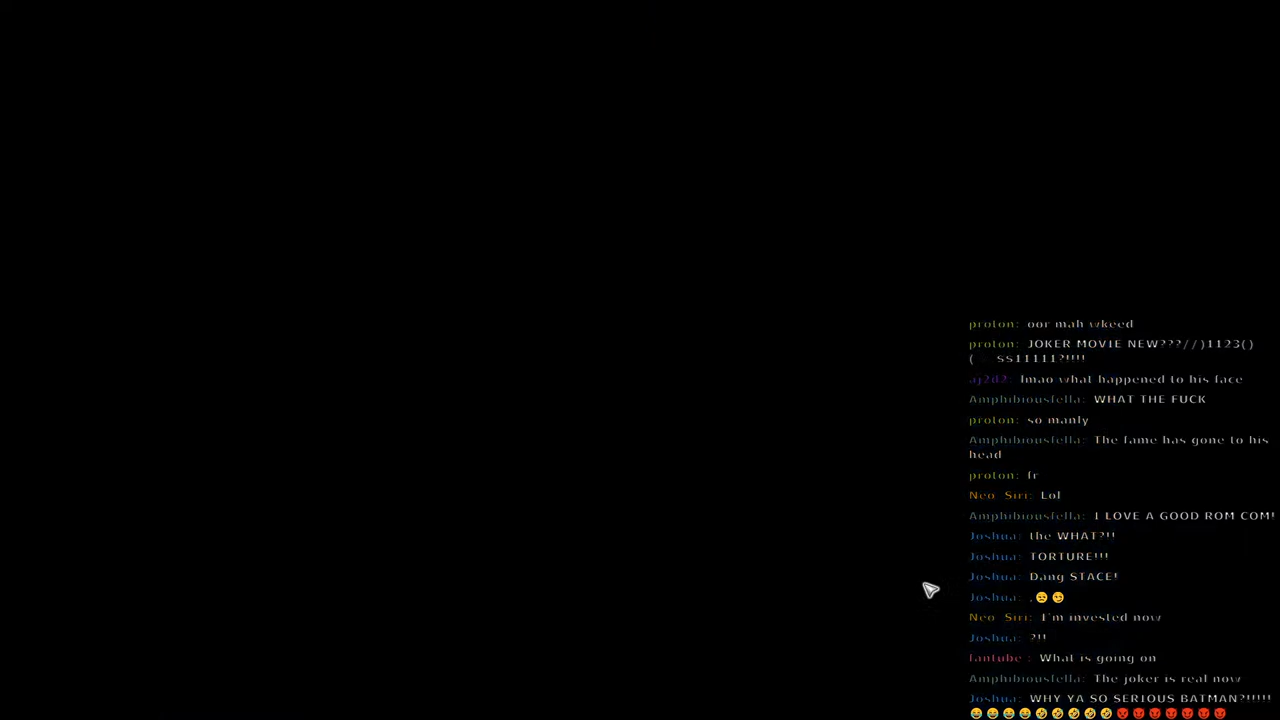 proton: oor mah wkeed
proton: JOKER MOVIE NEW???//)1123()
( SS11111?!!!!
aj2d2: lmao what happened to his face
Amphibiousfella: WHAT THE FUCK
proton: so manly
Amphibiousfella: The fame has gone to his
head
proton: fr
Neo Siri: Lol
Amphibiousfella: I LOVE A GOOD ROM COM!
Joshua: the WHAT?!!
Joshua: TORTURE!!!
Joshua: Dang STACE!
Joshua: .😒😏
Neo Siri: I'm invested now
Joshua: ?!!
fantube : What is going on
Amphibiousfella: The joker is real now
Joshua: WHY YA SO SERIOUS BATMAN?!!!!!
😂😂😂😂🤣🤣🤣🤣🤣😡😡😡😡😡😡😡